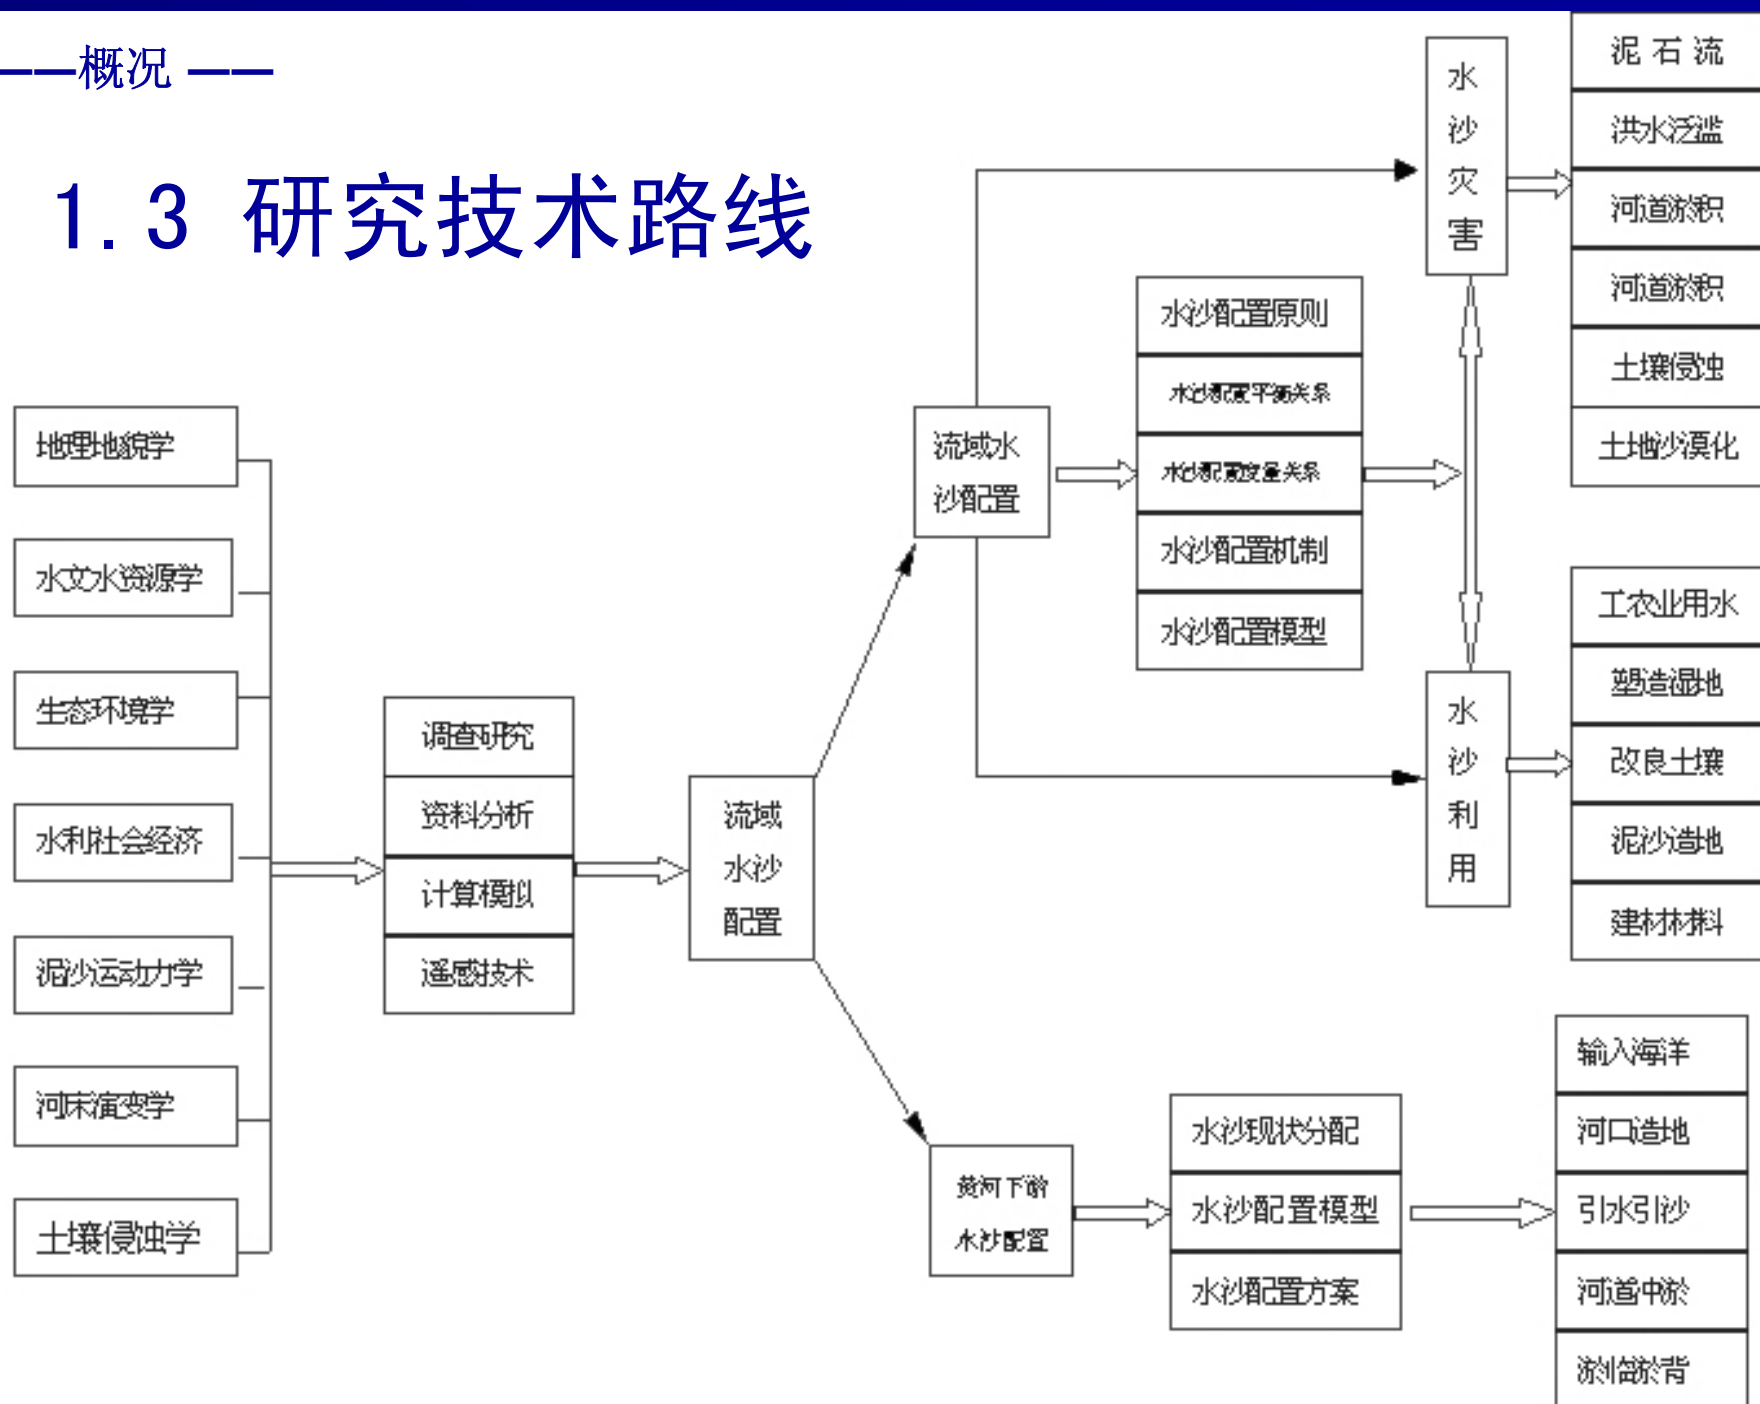 ——概况 ——
1.3 研究技术路线
地理地貌学
水文水资源学
生态环境学
水利社会经济
泥沙运动力学
河床演变学
土壤侵蚀学
调查研究
资料分析
计算模拟
遥感技术
流域
水沙
配置
流域水
沙配置
水沙配置原则
水沙配置平衡关系
水沙配置度量关系
水沙配置机制
水沙配置模型
水
沙
灾
害
泥 石 流
洪水泛滥
河道淤积
河道淤积
土壤侵蚀
土地沙漠化
水
沙
利
用
工农业用水
塑造湿地
改良土壤
泥沙造地
建材材料
黄河下游
水沙配置
水沙现状分配
水沙配置模型
水沙配置方案
输入海洋
河口造地
引水引沙
河道冲淤
淤临淤背